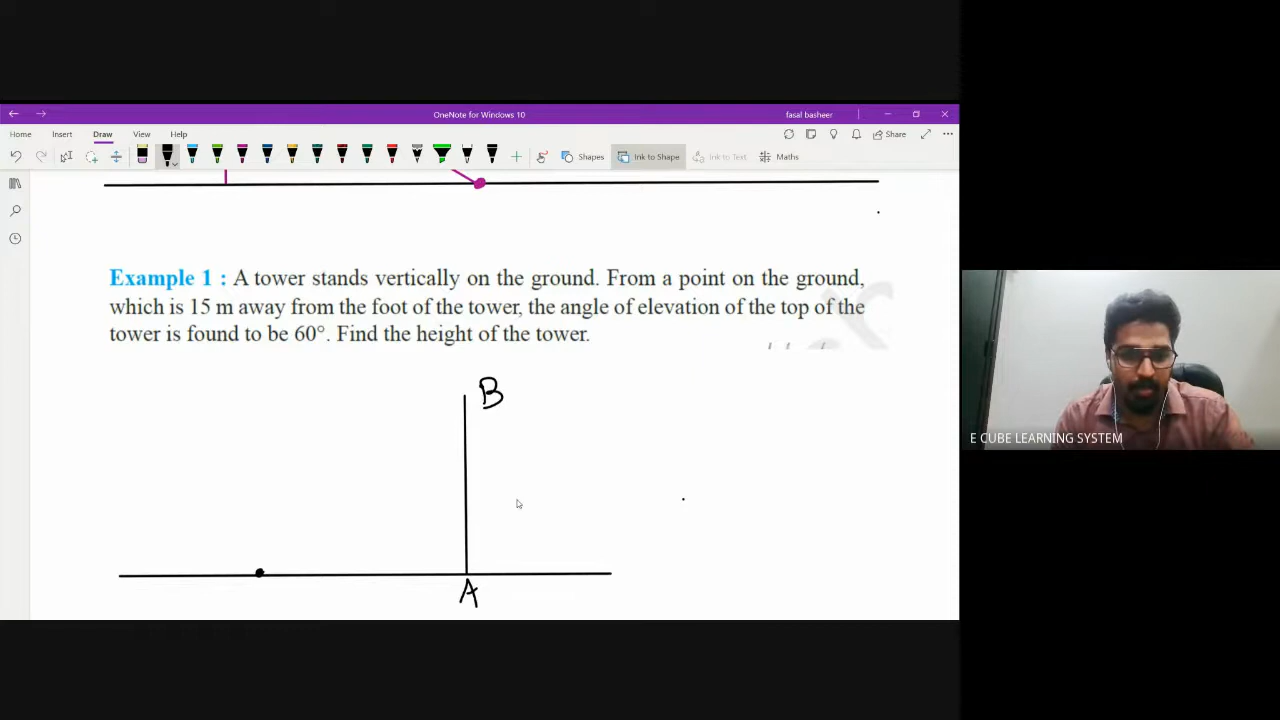 OneNote for Windows 10
fasal basheer
Home Insert Draw View Help
Share
Shapes
Ink to Shape
Ink to Text
Maths
Example 1 : A tower stands vertically on the ground. From a point on the ground,
which is 15 m away from the foot of the tower, the angle of elevation of the top of the
tower is found to be 60°. Find the height of the tower.
B
A
E CUBE LEARNING SYSTEM